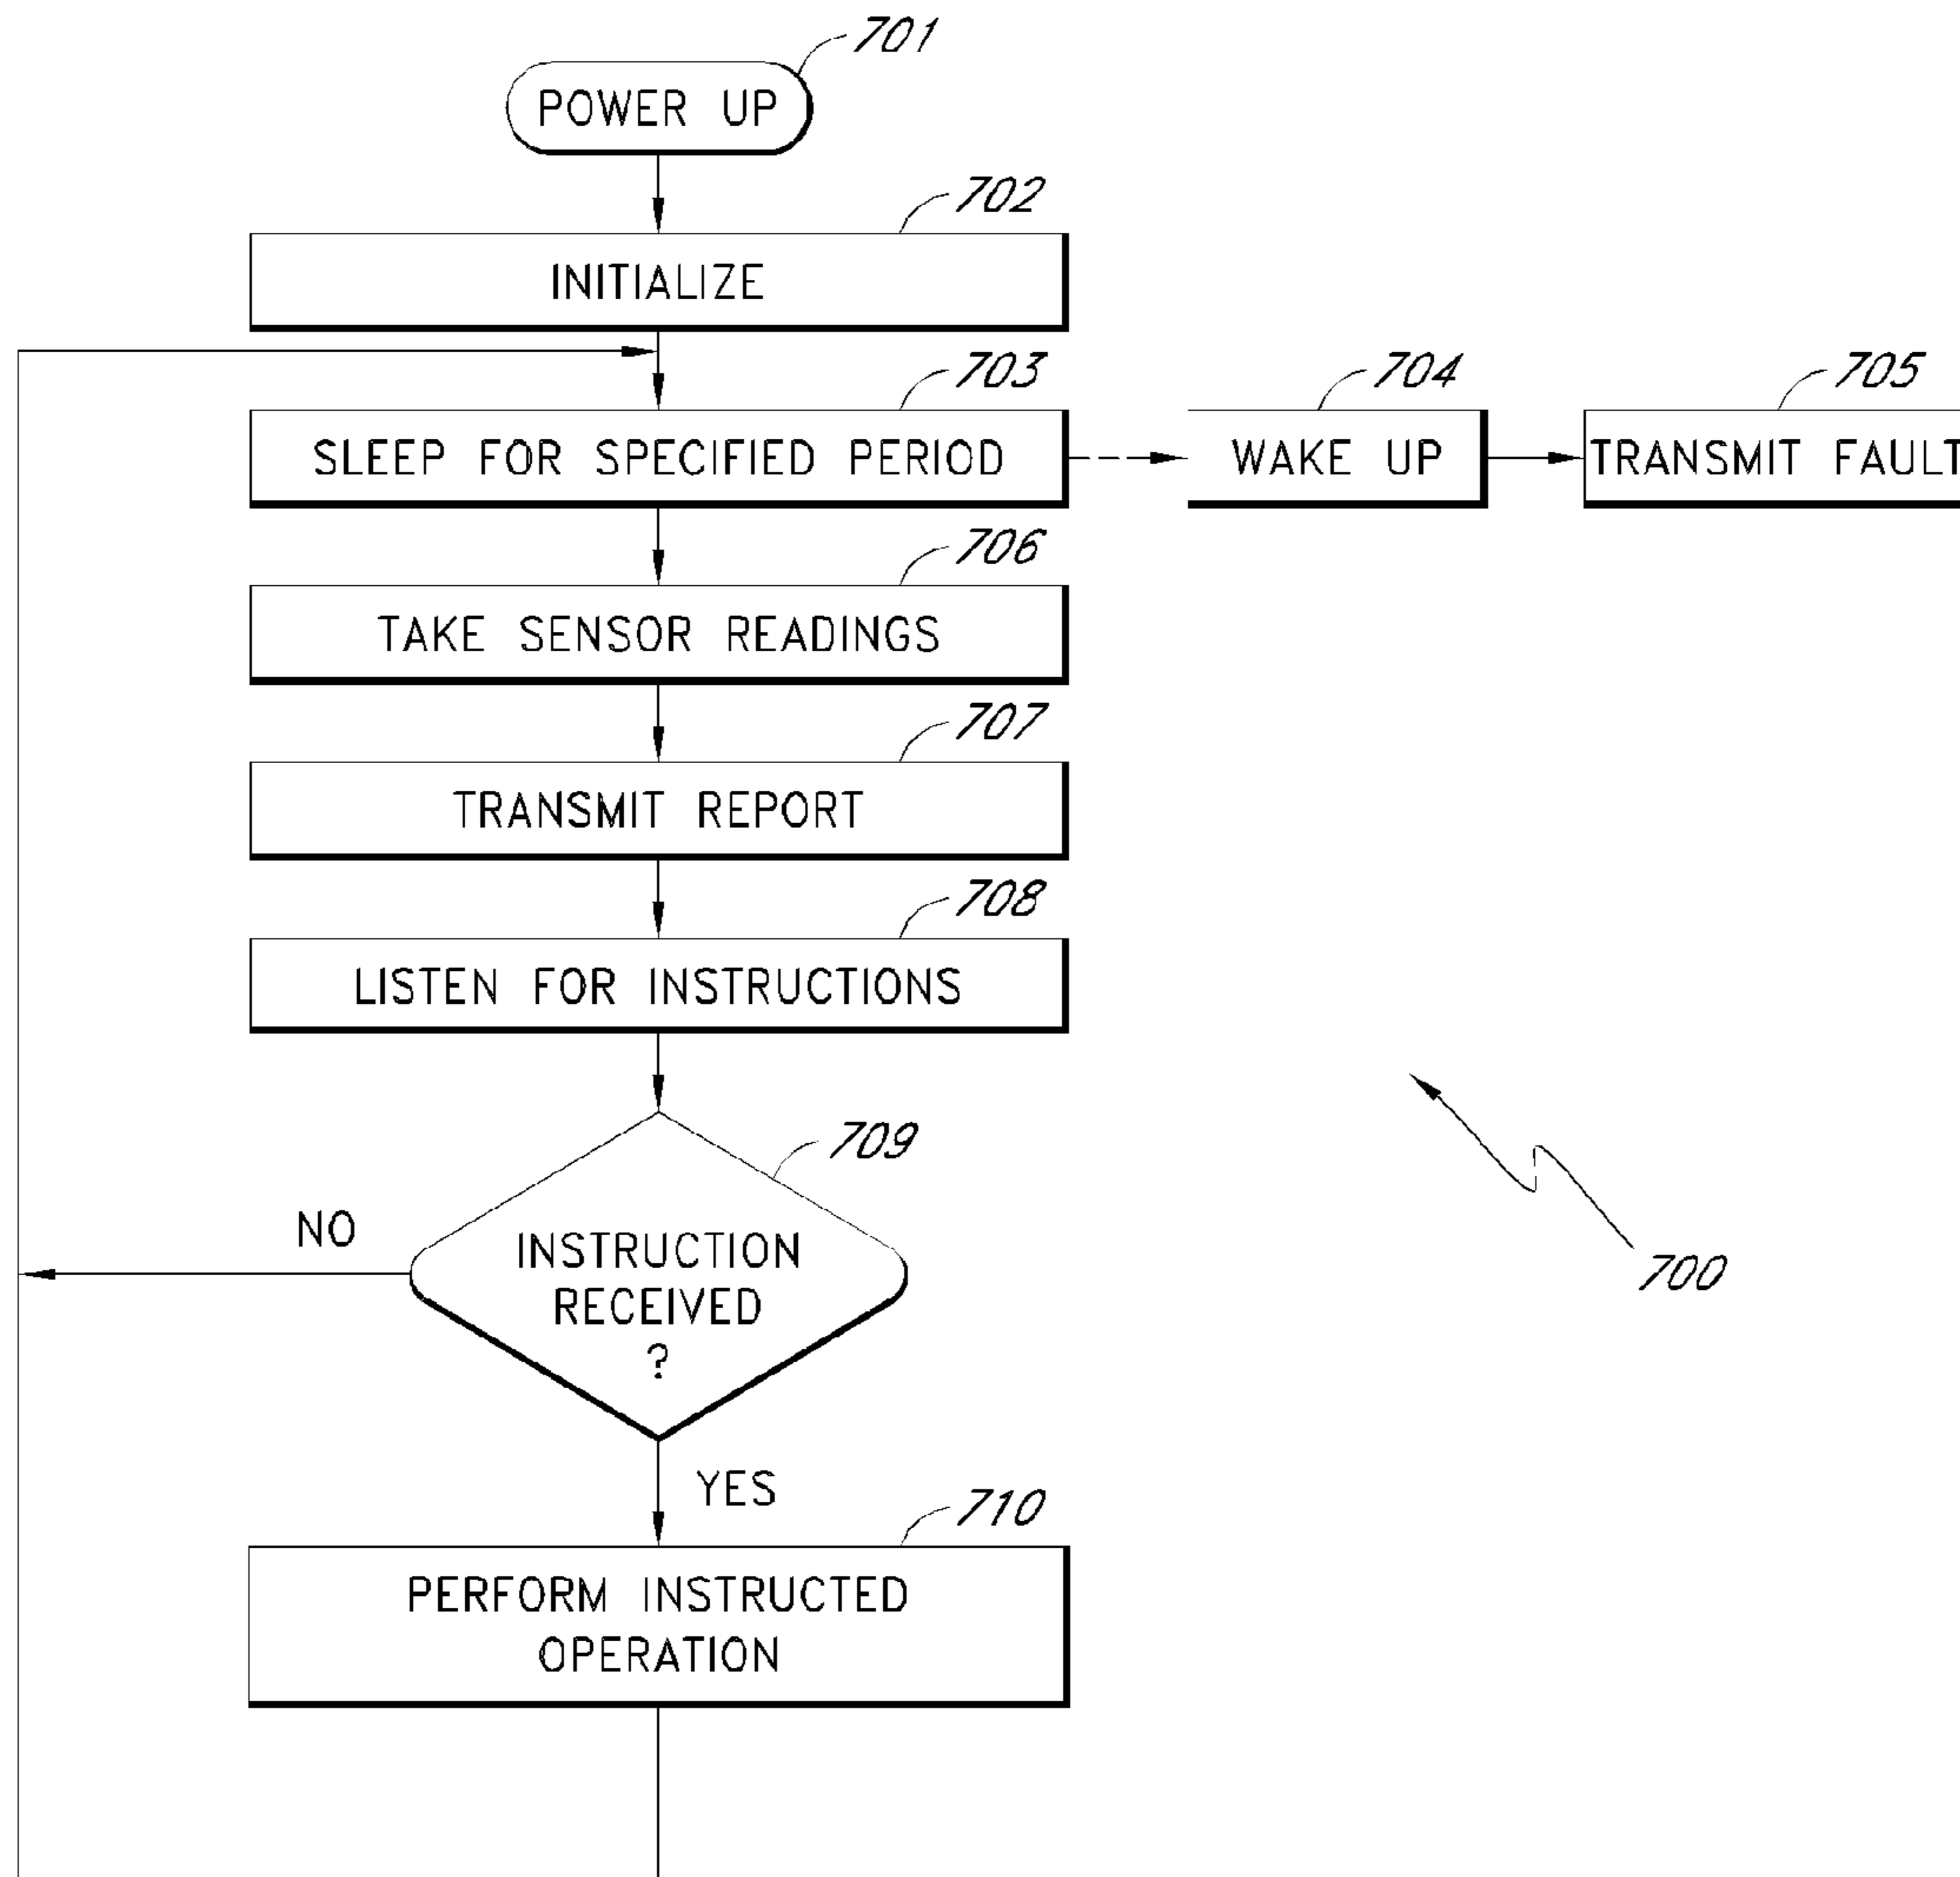 701
POWER UP
702
INITIALIZE
703
SLEEP FOR SPECIFIED PERIOD
704
WAKE UP
705
TRANSMIT FAULT
706
TAKE SENSOR READINGS
707
TRANSMIT REPORT
708
LISTEN FOR INSTRUCTIONS
709
INSTRUCTION
RECEIVED
?
NO
700
YES
710
PERFORM INSTRUCTED
OPERATION